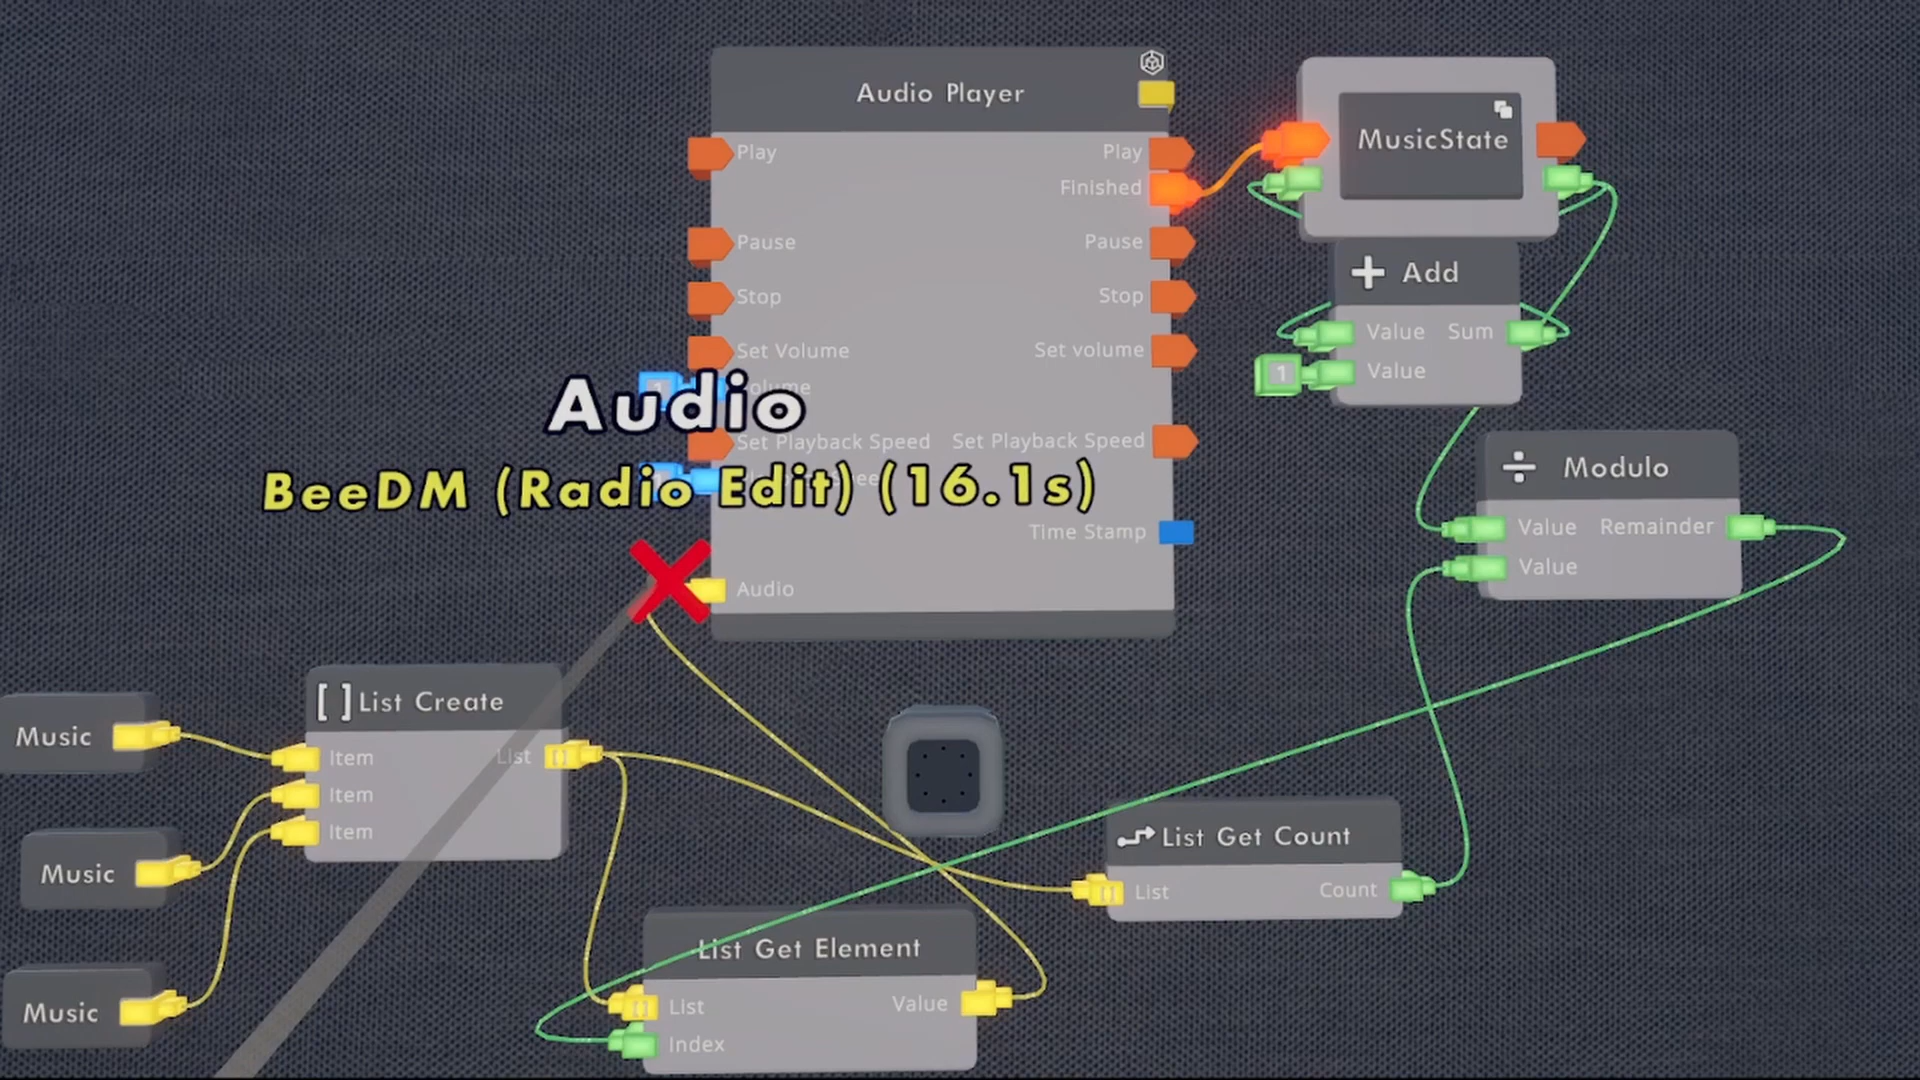 Audio Player
Play
Play
Finished
Pause
Pause
Stop
Stop
Set Volume
Set volume
Set Playback Speed
Set Playback Speed
Time Stamp
Audio
Audio
BeeDM (Radio Edit) (16.1s)
MusicState
Add
Value Sum
1
Value
Modulo
Value Remainder
Value
Music
Music
Music
[ ] List Create
Item
List
Item
Item
List Get Count
List
Count
List Get Element
List
Value
Index